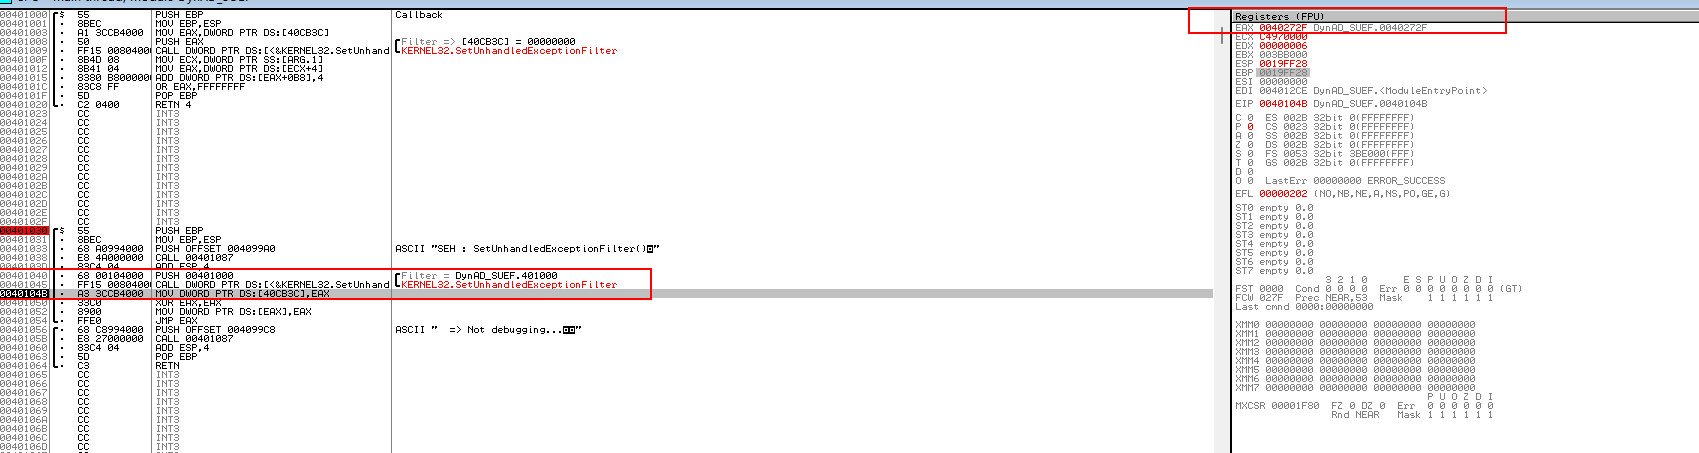 00401000 $ 55 PUSH EBP Callback
00401001 . 8BEC MOV EBP,ESP
00401003 . A1 3CCB4000 MOV EAX,DWORD PTR DS:[40CB3C]
00401008 . 50 PUSH EAX Filter => [40CB3C] = 00000000
00401009 . FF15 00804000 CALL DWORD PTR DS:[<&KERNEL32.SetUnhand KERNEL32.SetUnhandledExceptionFilter
0040100F . 8B4D 08 MOV ECX,DWORD PTR SS:[ARG.1]
00401012 . 8B41 04 MOV EAX,DWORD PTR DS:[ECX+4]
00401015 . 8380 B8000000 ADD DWORD PTR DS:[EAX+0B8],4
0040101C . 83C8 FF OR EAX,FFFFFFFF
0040101F . 5D POP EBP
00401020 . C2 0400 RETN 4
00401023 CC INT3
00401024 CC INT3
00401025 CC INT3
00401026 CC INT3
00401027 CC INT3
00401028 CC INT3
00401029 CC INT3
0040102A CC INT3
0040102B CC INT3
0040102C CC INT3
0040102D CC INT3
0040102E CC INT3
0040102F CC INT3
00401030 $ 55 PUSH EBP
00401031 . 8BEC MOV EBP,ESP
00401033 . 68 A0994000 PUSH OFFSET 004099A0 ASCII "SEH : SetUnhandledExceptionFilter()"
00401038 . E8 4A000000 CALL 00401087
0040103D . 83C4 04 ADD ESP,4
00401040 . 68 00104000 PUSH 00401000 Filter = DynAD_SUEF.401000
00401045 . FF15 00804000 CALL DWORD PTR DS:[<&KERNEL32.SetUnhand KERNEL32.SetUnhandledExceptionFilter
0040104B . A3 3CCB4000 MOV DWORD PTR DS:[40CB3C],EAX
00401050 . 33C0 XOR EAX,EAX
00401052 . 8900 MOV DWORD PTR DS:[EAX],EAX
00401054 . FFE0 JMP EAX
00401056 . 68 C8994000 PUSH OFFSET 004099C8 ASCII "  => Not debugging..."
0040105B . E8 27000000 CALL 00401087
00401060 . 83C4 04 ADD ESP,4
00401063 . 5D POP EBP
00401064 . C3 RETN
00401065 CC INT3
00401066 CC INT3
00401067 CC INT3
00401068 CC INT3
00401069 CC INT3
0040106A CC INT3
0040106B CC INT3
0040106C CC INT3
0040106D CC INT3
Registers (FPU)
EAX 0040272F DynAD_SUEF.0040272F
ECX C4970000
EDX 00000006
EBX 003BB000
ESP 0019FF28
EBP 0019FF28
ESI 00000000
EDI 004012CE DynAD_SUEF.<ModuleEntryPoint>
EIP 0040104B DynAD_SUEF.0040104B
C 0 ES 002B 32bit 0(FFFFFFFF)
P 0 CS 0023 32bit 0(FFFFFFFF)
A 0 SS 002B 32bit 0(FFFFFFFF)
Z 0 DS 002B 32bit 0(FFFFFFFF)
S 0 FS 0053 32bit 3BE000(FFF)
T 0 GS 002B 32bit 0(FFFFFFFF)
D 0
O 0 LastErr 00000000 ERROR_SUCCESS
EFL 00000202 (NO,NB,NE,A,NS,PO,GE,G)
ST0 empty 0.0
ST1 empty 0.0
ST2 empty 0.0
ST3 empty 0.0
ST4 empty 0.0
ST5 empty 0.0
ST6 empty 0.0
ST7 empty 0.0
3 2 1 0 E S P U O Z D I
FST 0000 Cond 0 0 0 0 Err 0 0 0 0 0 0 0 0 (GT)
FCW 027F Prec NEAR,53 Mask 1 1 1 1 1 1
Last cmnd 0000:00000000
XMM0 00000000 00000000 00000000 00000000
XMM1 00000000 00000000 00000000 00000000
XMM2 00000000 00000000 00000000 00000000
XMM3 00000000 00000000 00000000 00000000
XMM4 00000000 00000000 00000000 00000000
XMM5 00000000 00000000 00000000 00000000
XMM6 00000000 00000000 00000000 00000000
XMM7 00000000 00000000 00000000 00000000
P U O Z D I
MXCSR 00001F80 FZ 0 DZ 0 Err 0 0 0 0 0 0
Rnd NEAR Mask 1 1 1 1 1 1